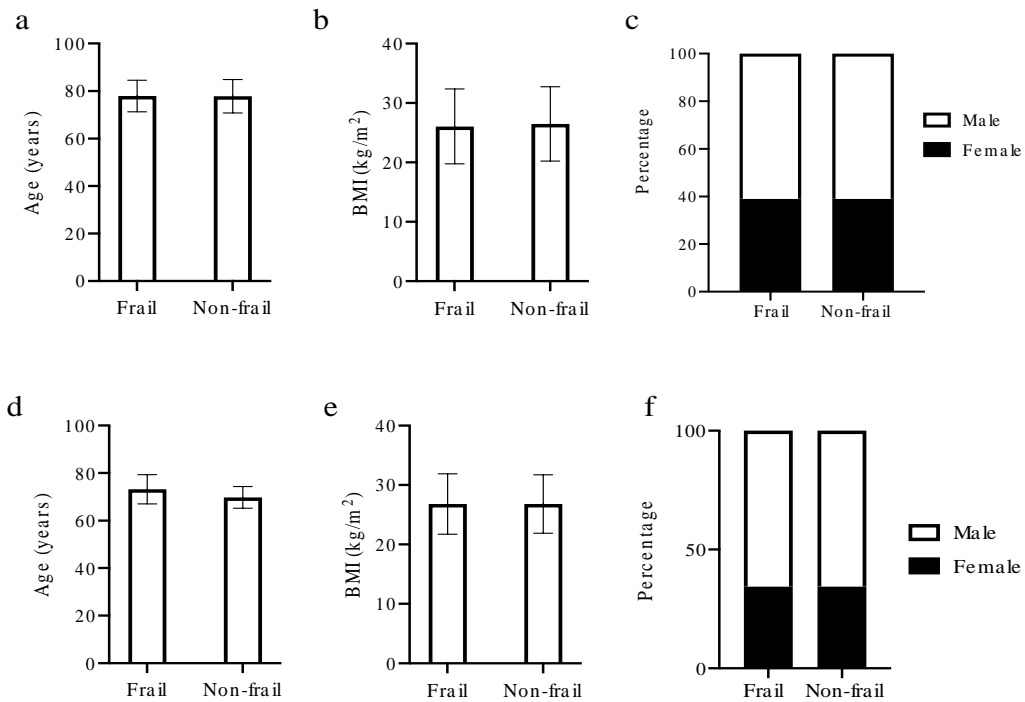 a
100
80
60
40
20
0
Age (years)
Frail Non-frail
b
40
30
20
10
0
BMI (kg/m²)
Frail Non-frail
c
100
80
60
40
20
0
Percentage
Frail Non-frail
Male
Female
d
100
80
60
40
20
0
Age (years)
Frail Non-frail
e
40
30
20
10
0
BMI (kg/m²)
Frail Non-frail
f
100
50
0
Percentage
Frail Non-frail
Male
Female